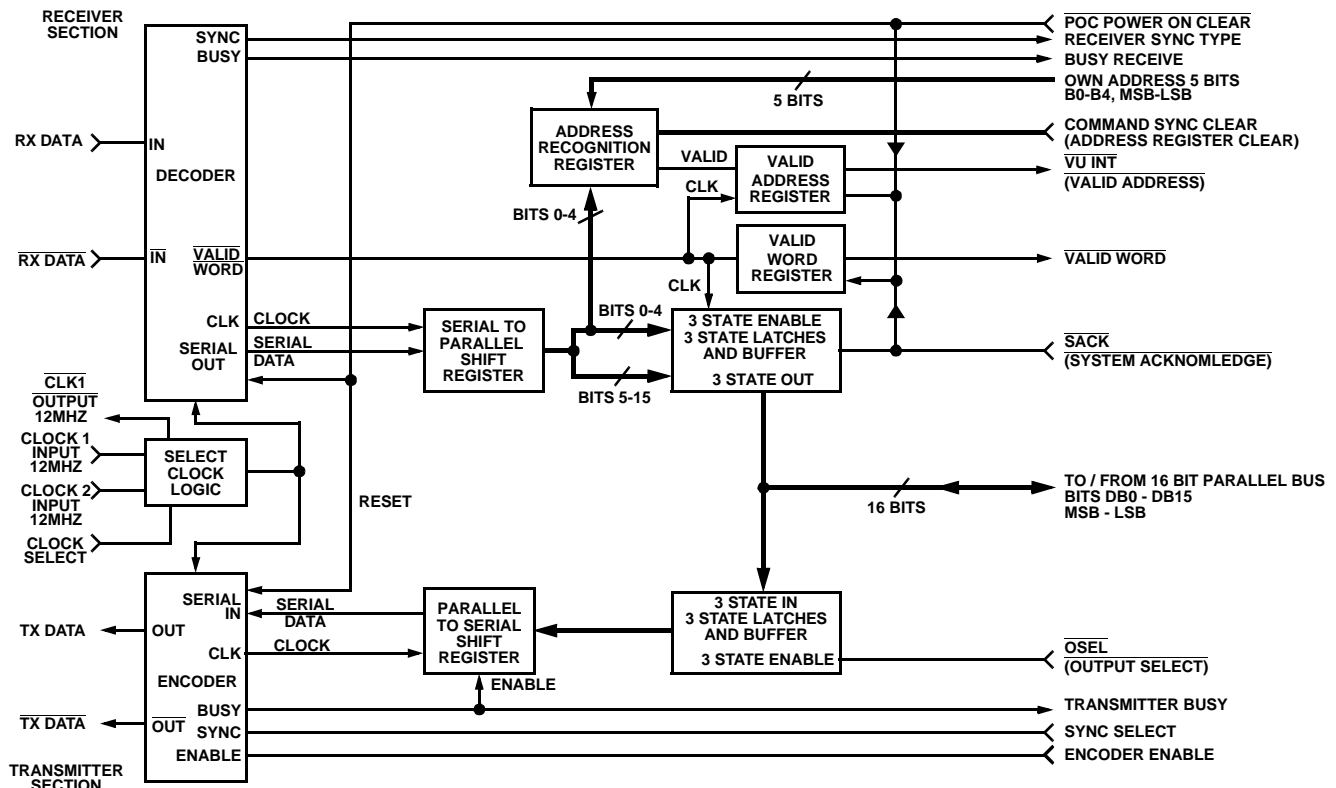 RECEIVER
SECTION
SYNC
BUSY
IN
DECODER
IN
VALID
WORD
CLK
SERIAL
OUT
RX DATA
RX DATA
CLOCK
SERIAL
DATA
SERIAL TO
PARALLEL
SHIFT
REGISTER
BITS 0-4
BITS 0-4
BITS 5-15
ADDRESS
RECOGNITION
REGISTER
5 BITS
VALID
CLK
VALID
ADDRESS
REGISTER
VALID
WORD
REGISTER
CLK
3 STATE ENABLE
3 STATE LATCHES
AND BUFFER
3 STATE OUT
POC POWER ON CLEAR
RECEIVER SYNC TYPE
BUSY RECEIVE
OWN ADDRESS 5 BITS
B0-B4, MSB-LSB
COMMAND SYNC CLEAR
(ADDRESS REGISTER CLEAR)
VU INT
(VALID ADDRESS)
VALID WORD
SACK
(SYSTEM ACKNOMLEDGE)
CLK1
OUTPUT
12MHZ
CLOCK 1
INPUT
12MHZ
CLOCK 2
INPUT
12MHZ
CLOCK
SELECT
SELECT
CLOCK
LOGIC
RESET
16 BITS
TO / FROM 16 BIT PARALLEL BUS
BITS DB0 - DB15
MSB - LSB
SERIAL
IN
OUT
CLK
ENCODER
BUSY
OUT
SYNC
ENABLE
TX DATA
TX DATA
SERIAL
DATA
CLOCK
PARALLEL
TO SERIAL
SHIFT
REGISTER
ENABLE
3 STATE IN
3 STATE LATCHES
AND BUFFER
3 STATE ENABLE
OSEL
(OUTPUT SELECT)
TRANSMITTER BUSY
SYNC SELECT
ENCODER ENABLE
TRANSMITTER
SECTION